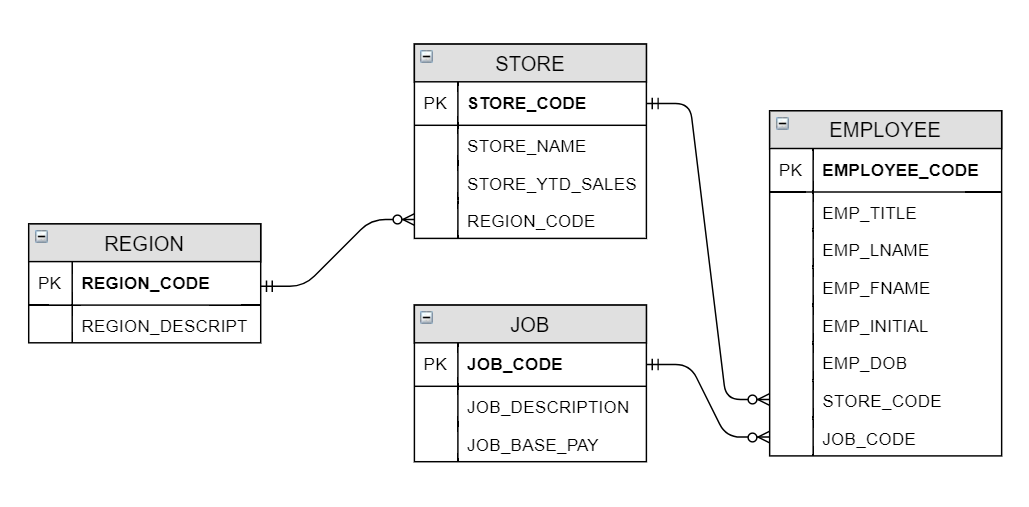 STORE
PK STORE_CODE
STORE_NAME
STORE_YTD_SALES
REGION_CODE
REGION
PK REGION_CODE
REGION_DESCRIPT
JOB
PK JOB_CODE
JOB_DESCRIPTION
JOB_BASE_PAY
EMPLOYEE
PK EMPLOYEE_CODE
EMP_TITLE
EMP_LNAME
EMP_FNAME
EMP_INITIAL
EMP_DOB
STORE_CODE
JOB_CODE